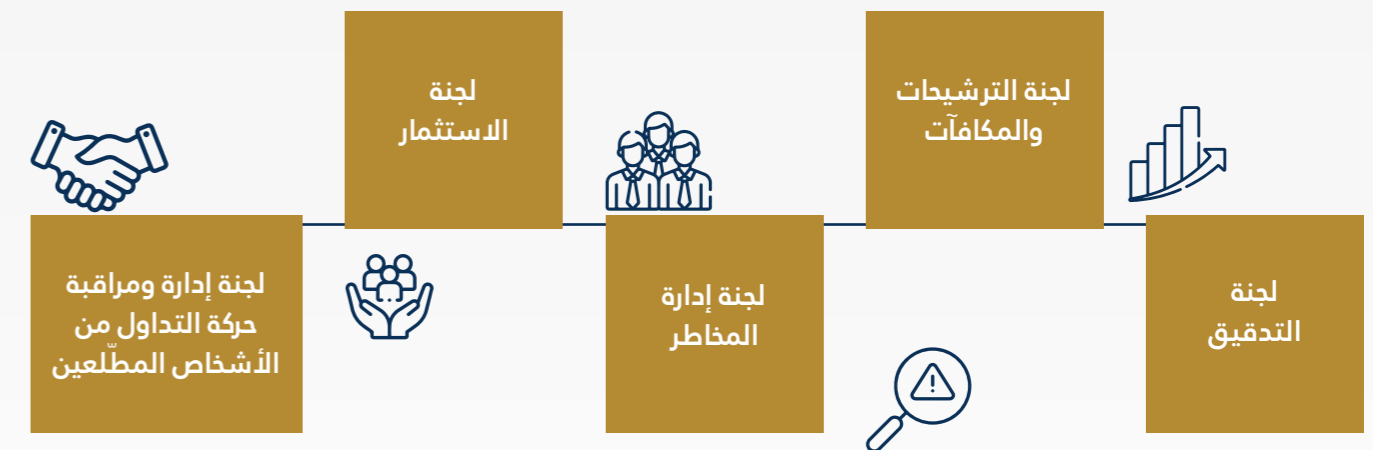 لجنة
التدقيق
لجنة الترشيحات
والمكافآت
لجنة إدارة
المخاطر
لجنة
الاستثمار
لجنة إدارة ومراقبة
حركة التداول من
الأشخاص المطّلعين